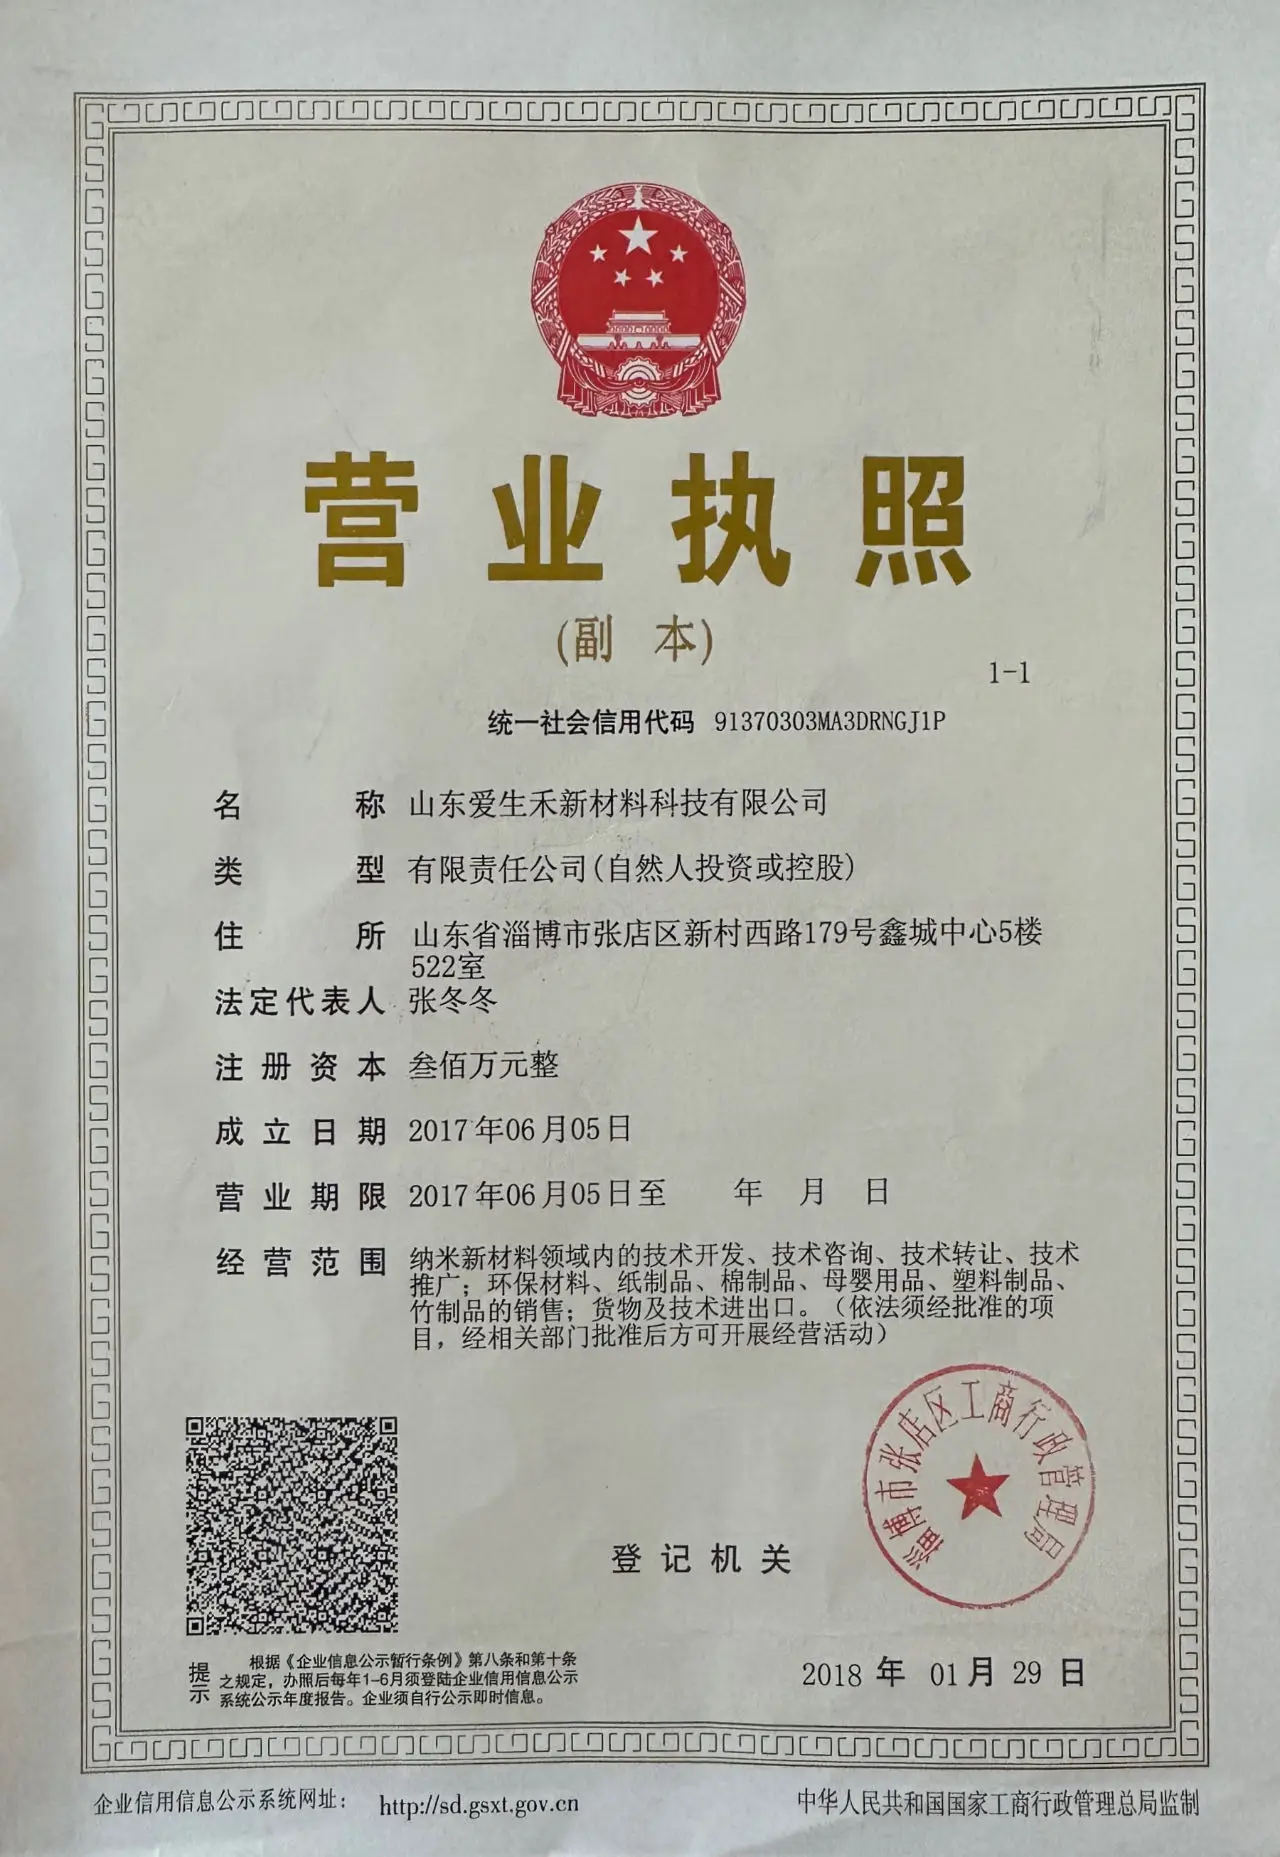 营业执照
(副 本)
1-1
统一社会信用代码 91370303MA3DRNGJ1P
名称 山东爱生禾新材料科技有限公司
类型 有限责任公司(自然人投资或控股)
住所 山东省淄博市张店区新村西路179号鑫城中心5楼
522室
法定代表人 张冬冬
注册资本 叁佰万元整
成立日期 2017年06月05日
营业期限 2017年06月05日至 年 月 日
经营范围 纳米新材料领域内的技术开发、技术咨询、技术转让、技术
推广；环保材料、纸制品、棉制品、母婴用品、塑料制品、
竹制品的销售；货物及技术进出口。（依法须经批准的项
目，经相关部门批准后方可开展经营活动）
淄博市张店区工商行政管理局
登记机关
提示
根据《企业信息公示暂行条例》第八条和第十条
之规定，办照后每年1-6月须登陆企业信用信息公示
系统公示年度报告。企业须自行公示即时信息。
2018 年 01月 29 日
企业信用信息公示系统网址： http://sd.gsxt.gov.cn
中华人民共和国国家工商行政管理总局监制